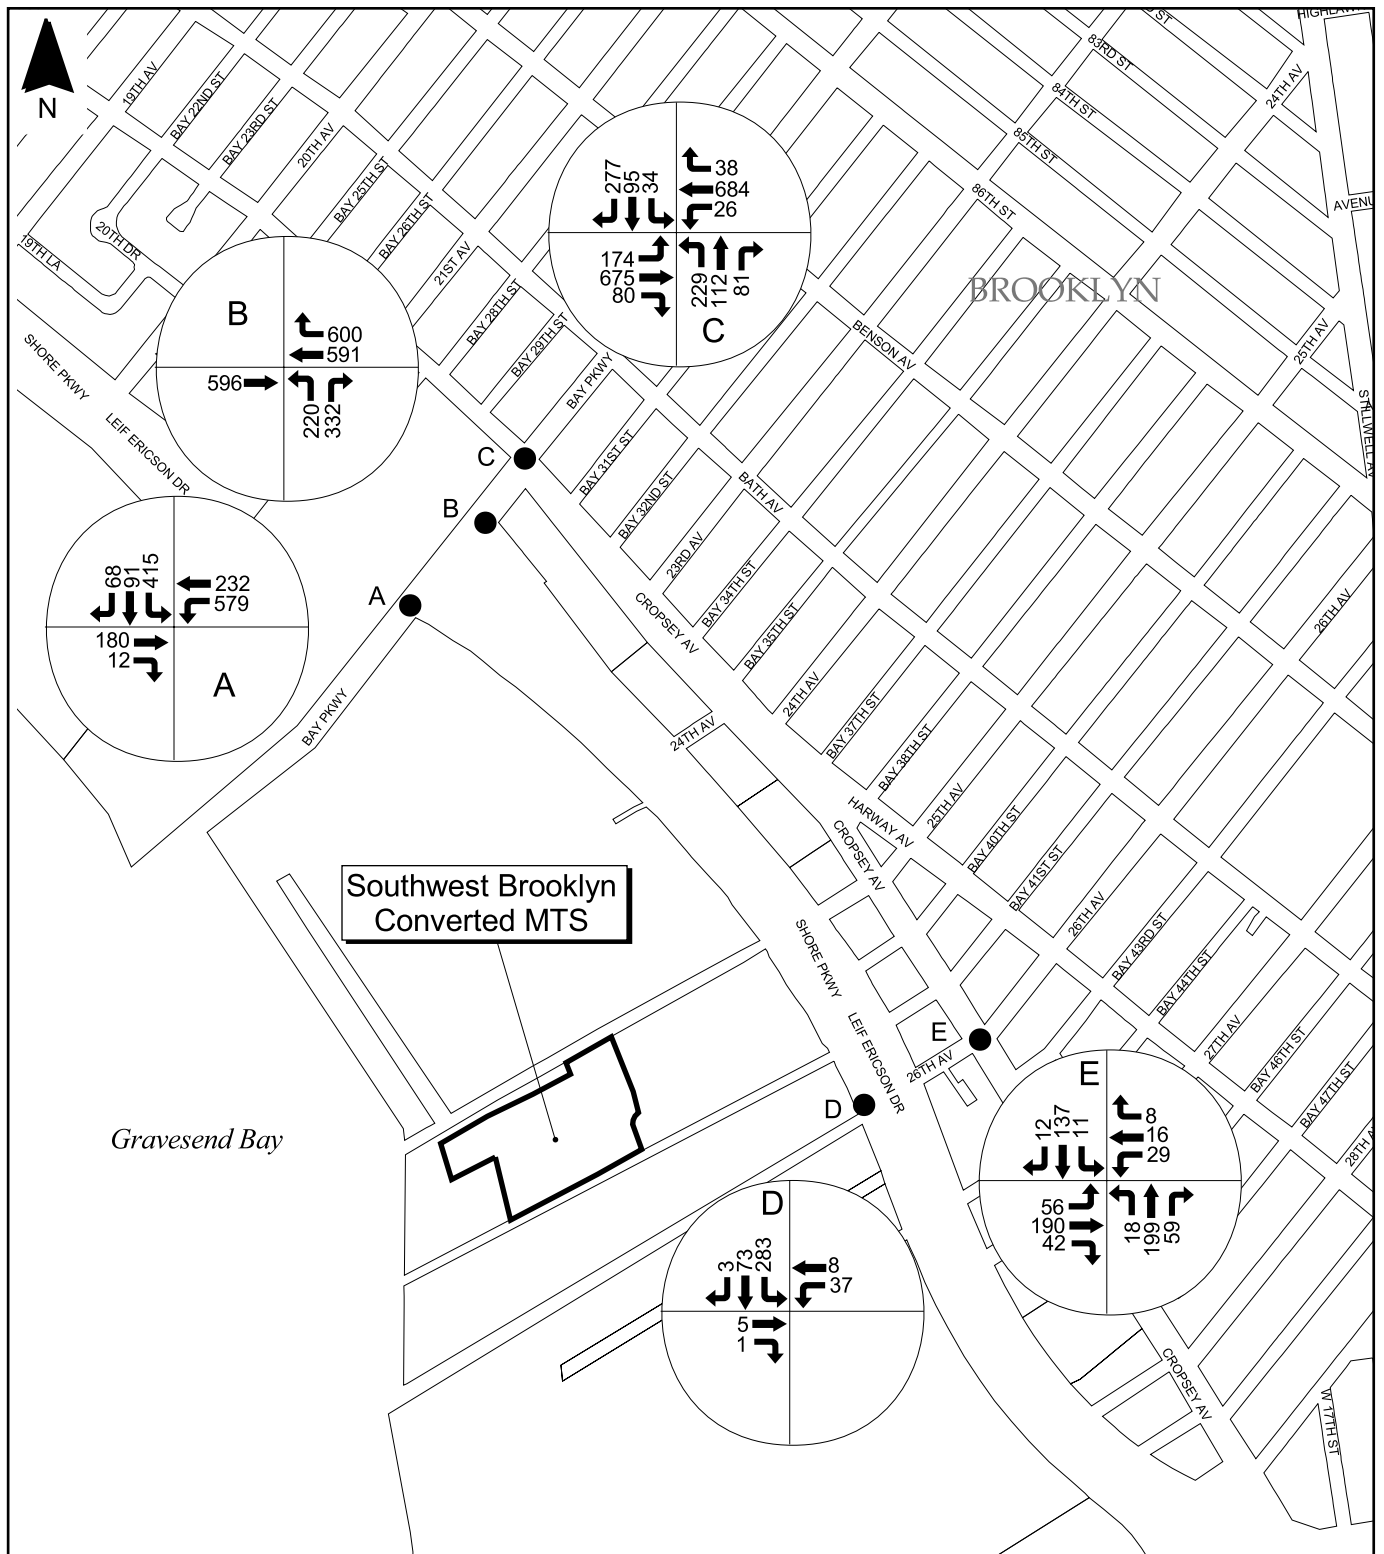 N
19TH AV
BAY 22ND ST
BAY 23RD ST
20TH AV
BAY 25TH ST
BAY 26TH ST
21ST AV
BAY 28TH ST
BAY 29TH ST
BAY PKWY
BAY 31ST ST
BAY 32ND ST
23RD AV
BAY 34TH ST
BAY 35TH ST
24TH AV
BAY 37TH ST
BAY 38TH ST
25TH AV
BAY 40TH ST
BAY 41ST ST
26TH AV
BAY 43RD ST
BAY 44TH ST
27TH AV
BAY 46TH ST
BAY 47TH ST
28TH AV
83RD ST
84TH ST
85TH ST
86TH ST
24TH AV
25TH AV
26TH AV
BENSON AV
BATH AV
CROPSEY AV
HARWAY AV
CROPSEY AV
CROPSEY AV
24TH AV
26TH AV
W 17TH ST
19TH LA
20TH DR
SHORE PKWY
LEIF ERICSON DR
BAY PKWY
SHORE PKWY
LEIF ERICSON DR
BROOKLYN
C
B
A
E
D
277
95
34
38
684
26
174
675
80
229
112
81
C
B
600
591
596
220
332
68
91
415
232
579
180
12
A
Southwest Brooklyn
Converted MTS
Gravesend Bay
D
3
73
283
8
37
5
1
E
12
137
11
8
16
29
56
190
42
18
199
59